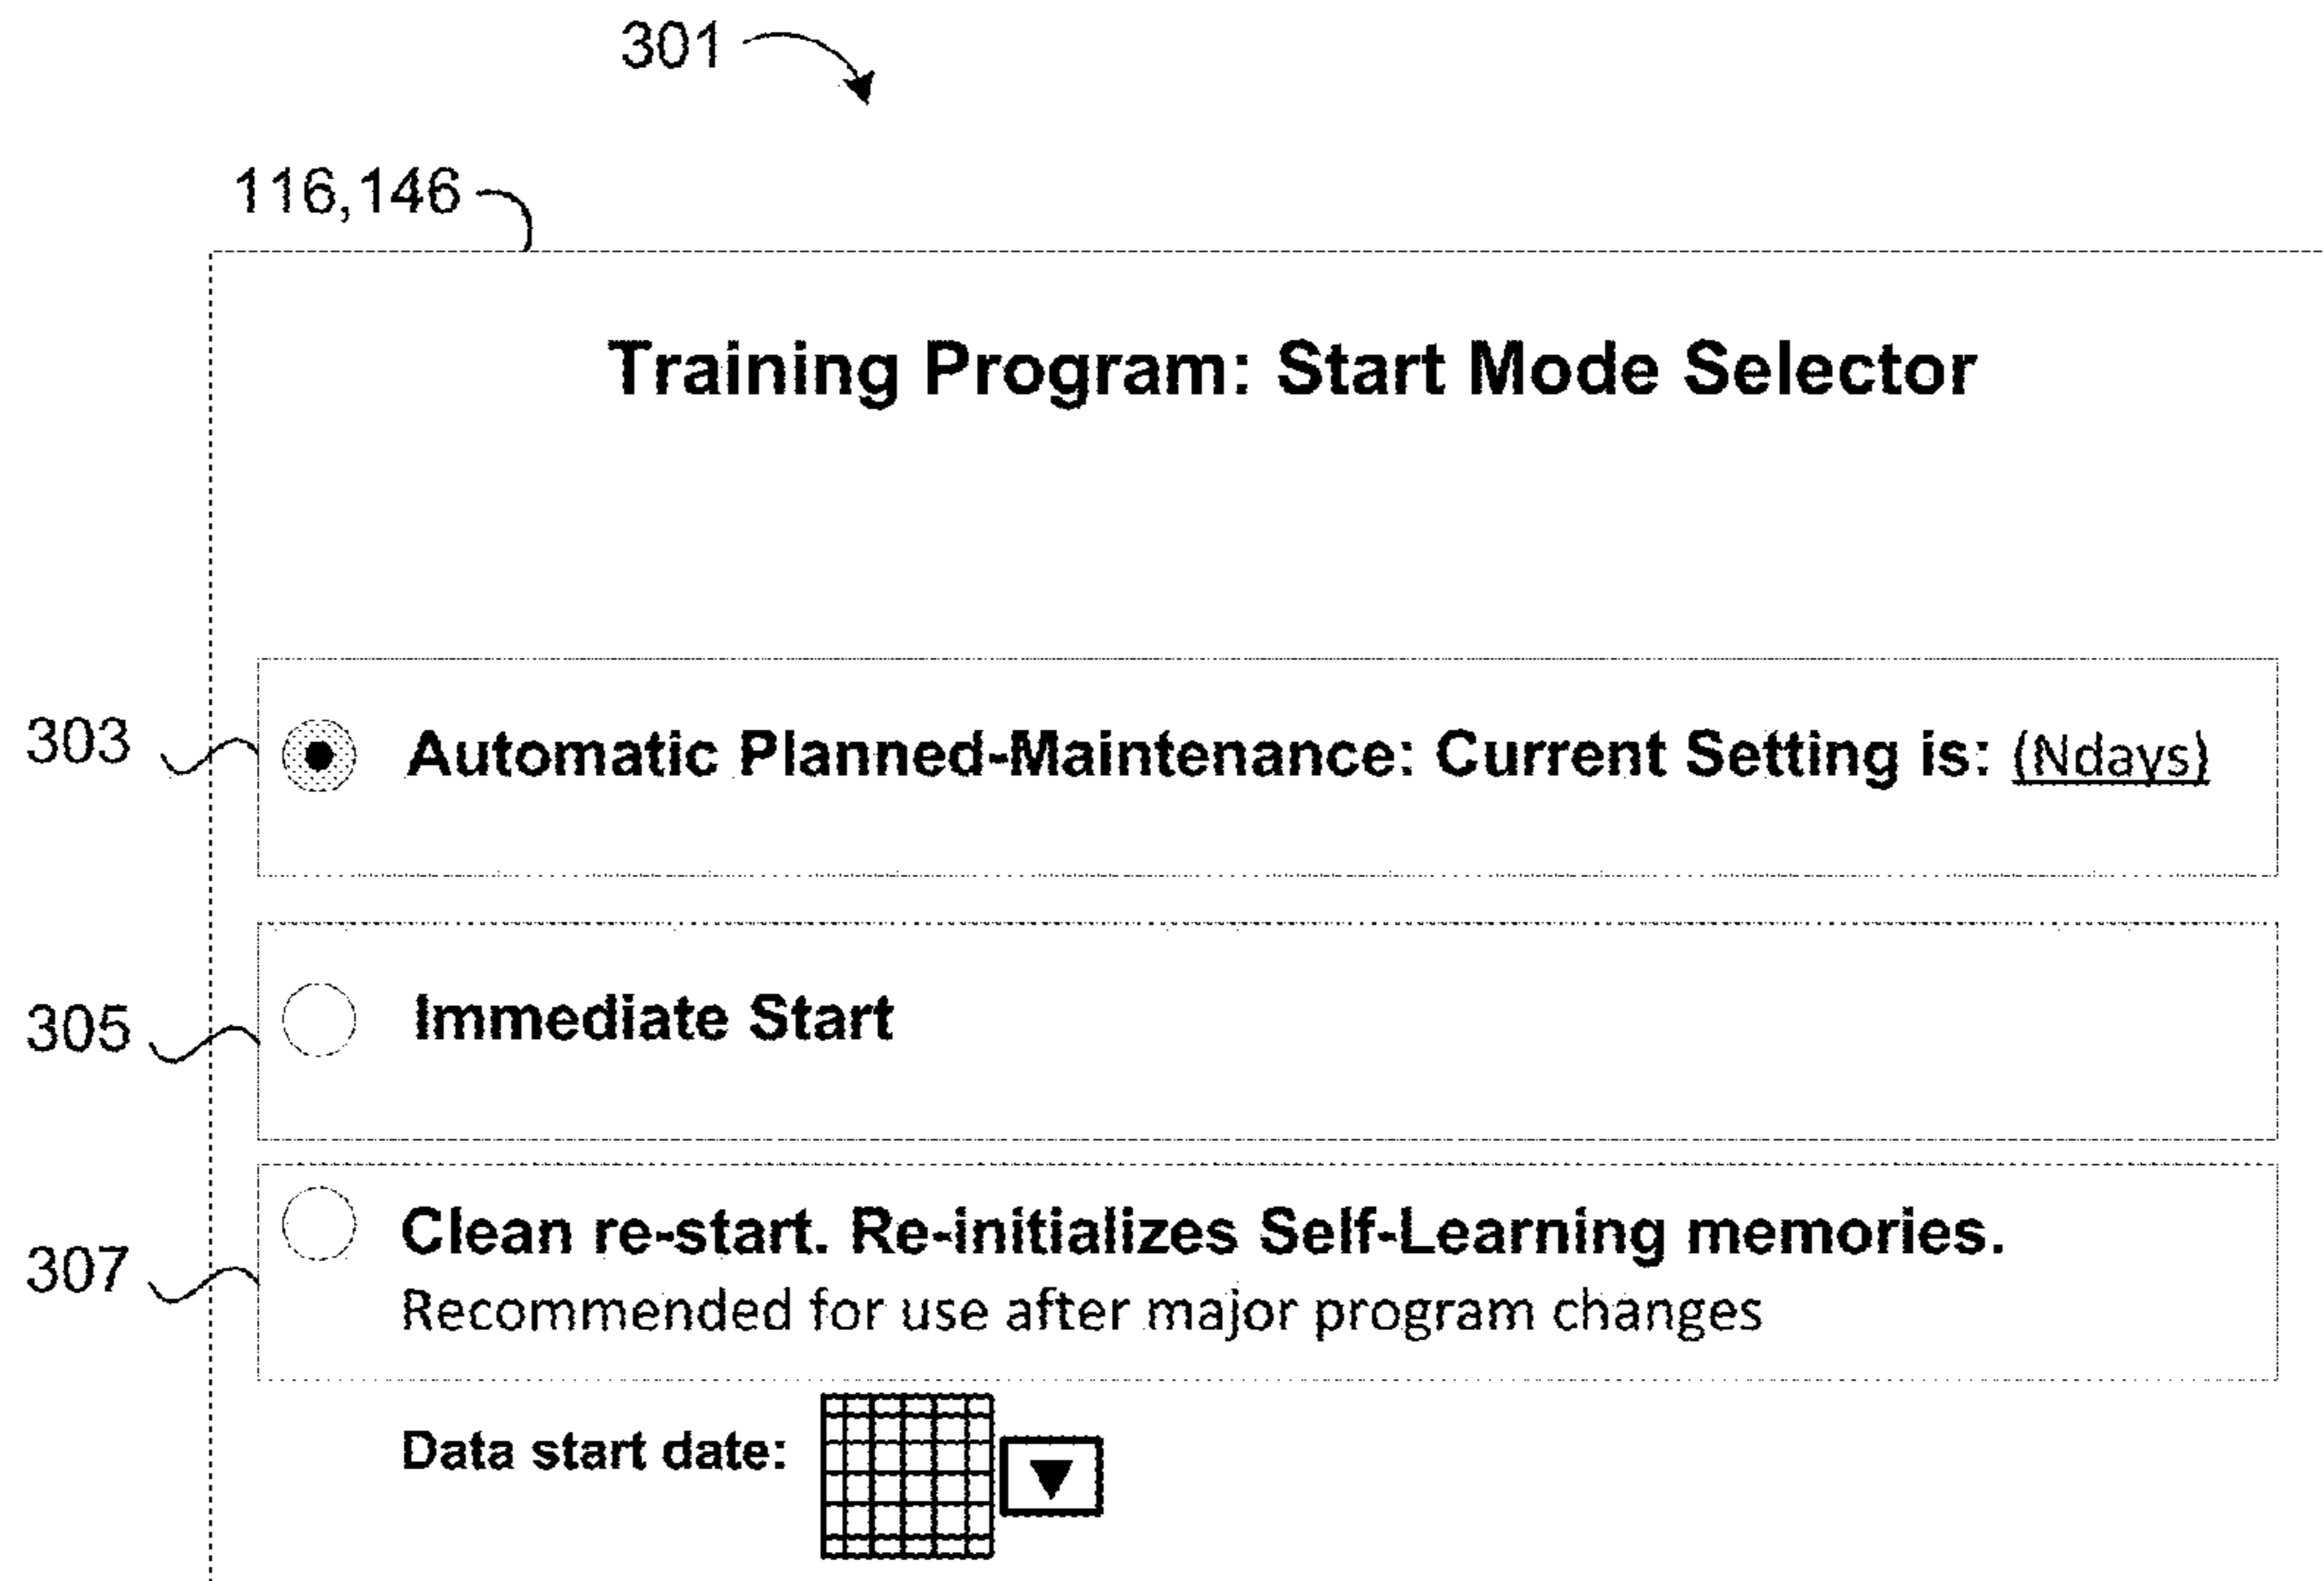 301
116,146
Training Program: Start Mode Selector
303
Automatic Planned-Maintenance: Current Setting is: (Ndays)
305
Immediate Start
307
Clean re-start. Re-initializes Self-Learning memories.
Recommended for use after major program changes
Data start date: